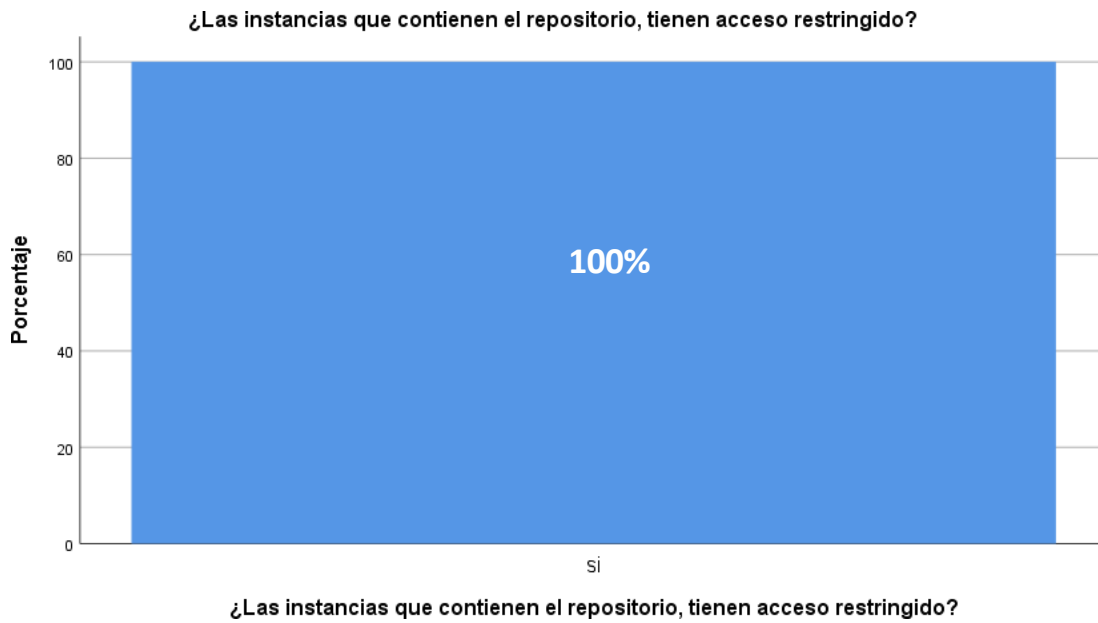 ¿Las instancias que contienen el repositorio, tienen acceso restringido?
100
80
60
40
20
0
Porcentaje
100%
si
¿Las instancias que contienen el repositorio, tienen acceso restringido?